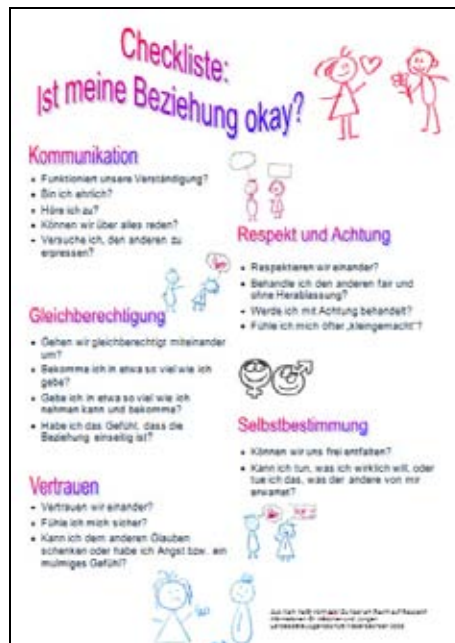 Checkliste:
Ist meine Beziehung okay?
Kommunikation
• Funktioniert unsere Verständigung?
• Bin ich ehrlich?
• Höre ich zu?
• Können wir über alles reden?
• Versuche ich, den anderen zu
erpressen?
Respekt und Achtung
• Respektieren wir einander?
• Behandle ich den anderen fair und
ohne Herablassung?
• Werde ich mit Achtung behandelt?
• Fühle ich mich öfter „kleingemacht“?
Gleichberechtigung
• Gehen wir gleichberechtigt miteinander
um?
• Bekomme ich in etwa so viel wie ich
gebe?
• Gebe ich in etwa so viel wie ich
nehmen kann und bekomme?
• Habe ich das Gefühl, dass die
Beziehung einseitig ist?
Selbstbestimmung
• Können wir uns frei entfalten?
• Kann ich tun, was ich wirklich will, oder
tue ich das, was der andere von mir
erwartet?
Vertrauen
• Vertrauen wir einander?
• Fühle ich mich sicher?
• Kann ich dem anderen Glauben
schenken oder habe ich Angst bzw. ein
mulmiges Gefühl?